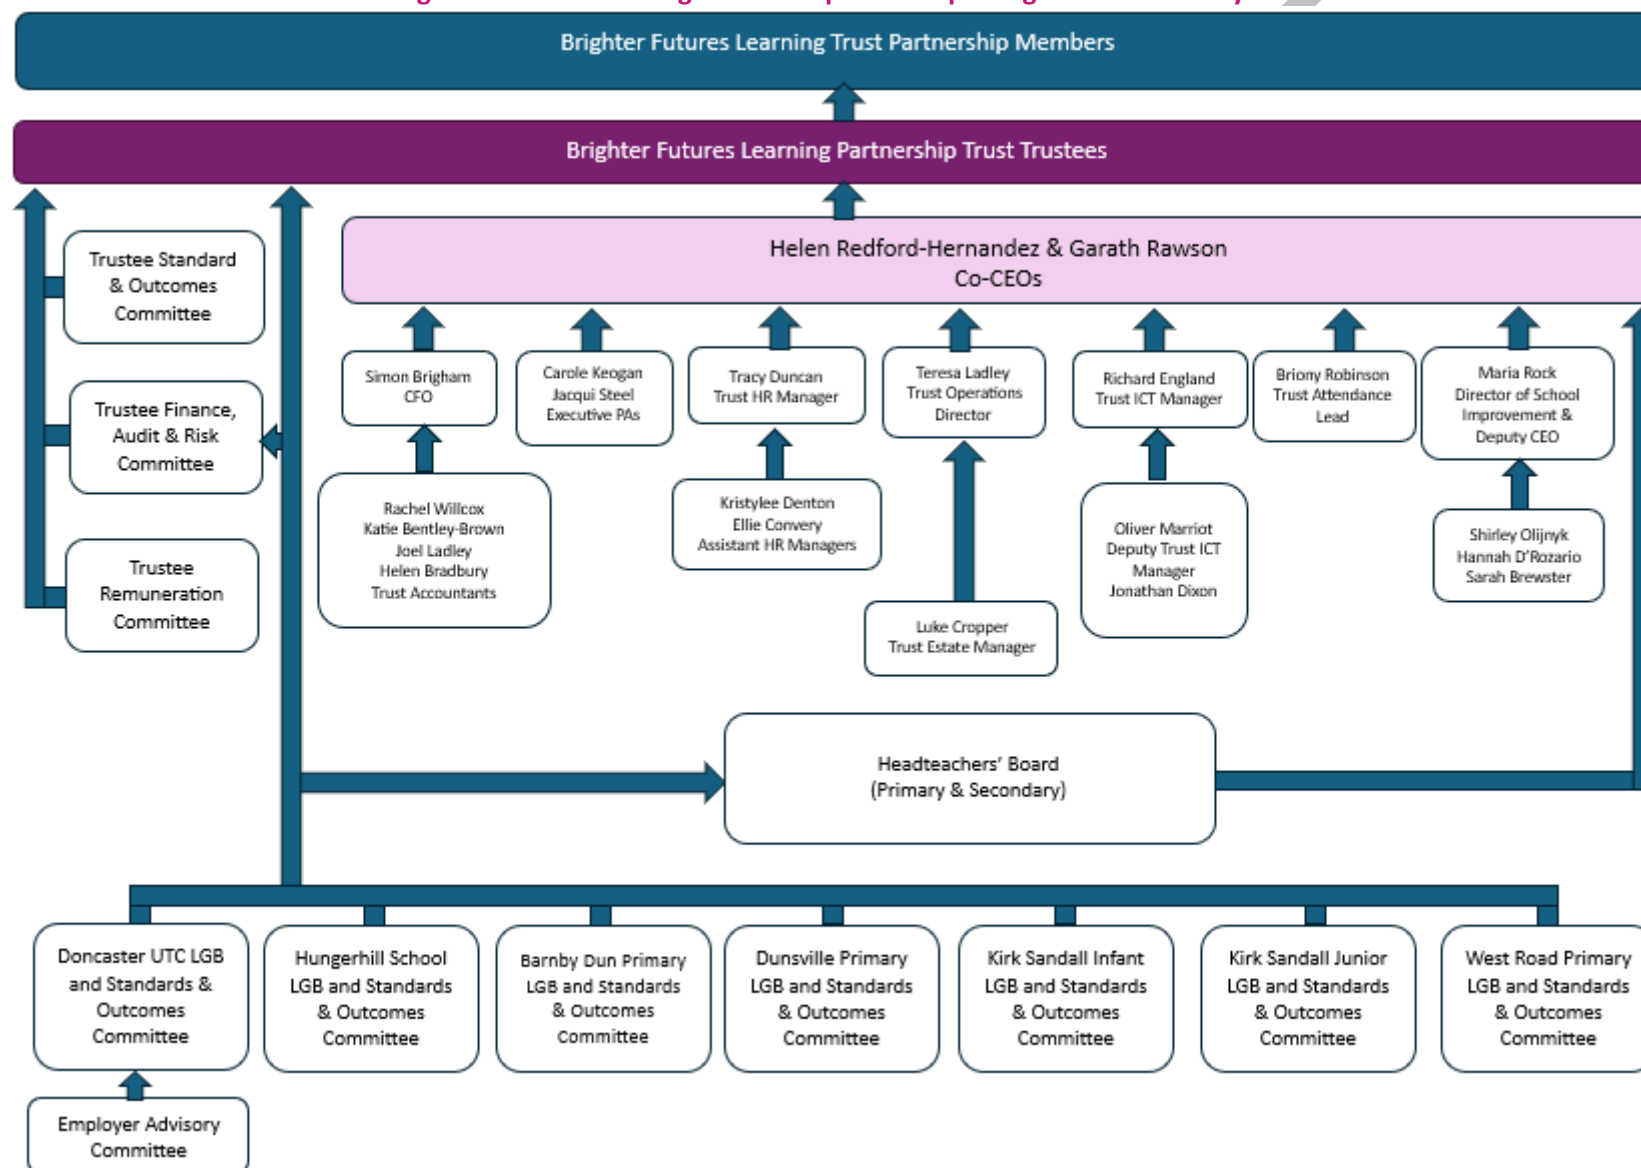 Brighter Futures Learning Trust Partnership Members
Brighter Futures Learning Partnership Trust Trustees
Helen Redford-Hernandez & Garath Rawson
Co-CEOs
Trustee Standard
& Outcomes
Committee
Trustee Finance,
Audit & Risk
Committee
Trustee
Remuneration
Committee
Simon Brigham
CFO
Carole Keogan
Jacqui Steel
Executive PAs
Tracy Duncan
Trust HR Manager
Teresa Ladley
Trust Operations
Director
Richard England
Trust ICT Manager
Briony Robinson
Trust Attendance
Lead
Maria Rock
Director of School
Improvement &
Deputy CEO
Rachel Willcox
Katie Bentley-Brown
Joel Ladley
Helen Bradbury
Trust Accountants
Kristylee Denton
Ellie Convery
Assistant HR Managers
Luke Cropper
Trust Estate Manager
Oliver Marriot
Deputy Trust ICT
Manager
Jonathan Dixon
Shirley Olijnyk
Hannah D'Rozario
Sarah Brewster
Headteachers' Board
(Primary & Secondary)
Doncaster UTC LGB
and Standards &
Outcomes
Committee
Hungerhill School
LGB and Standards
& Outcomes
Committee
Barnby Dun Primary
LGB and Standards
& Outcomes
Committee
Dunsville Primary
LGB and Standards
& Outcomes
Committee
Kirk Sandall Infant
LGB and Standards
& Outcomes
Committee
Kirk Sandall Junior
LGB and Standards
& Outcomes
Committee
West Road Primary
LGB and Standards
& Outcomes
Committee
Employer Advisory
Committee